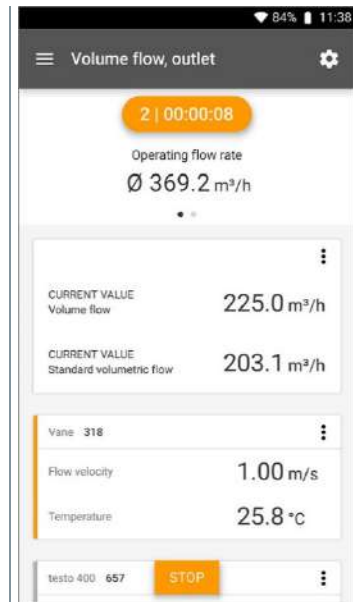 84% 11:38
Volume flow, outlet
2 | 00:00:08
Operating flow rate
Ø 369.2 m³/h
CURRENT VALUE
Volume flow
225.0 m³/h
CURRENT VALUE
Standard volumetric flow
203.1 m³/h
Vane 318
Flow velocity
1.00 m/s
Temperature
25.8 °C
testo 400 657
STOP